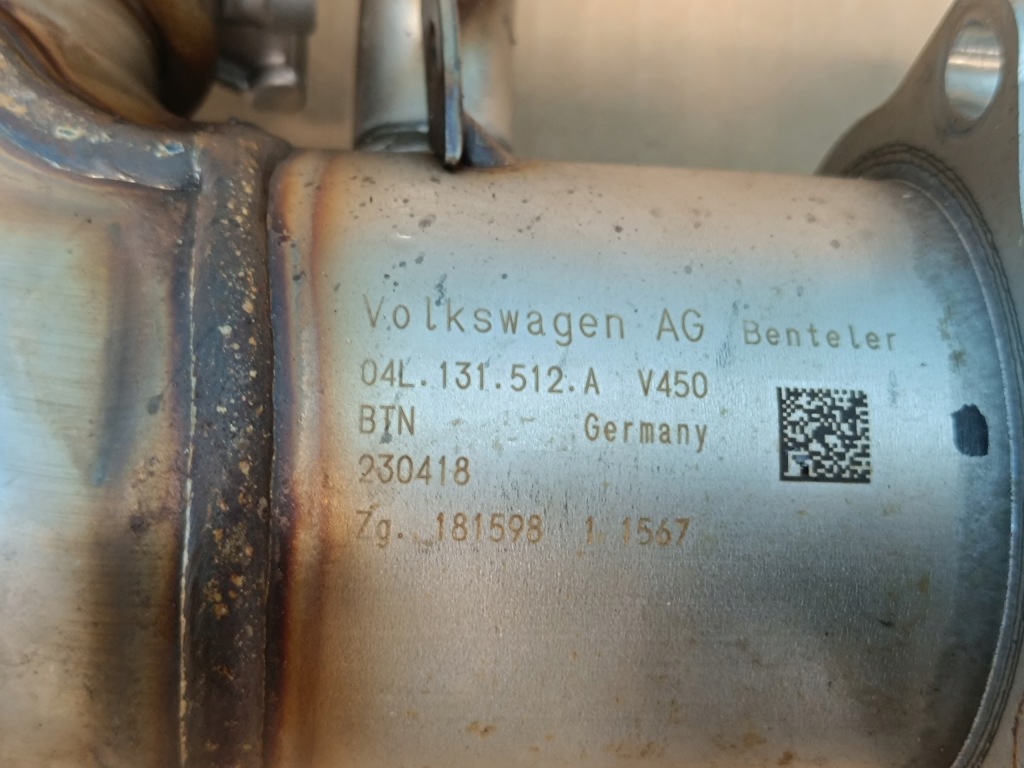 Volkswagen AG Benteler
04L.131.512.A V450
BTN Germany
230418
Zg. 181598 1 1567